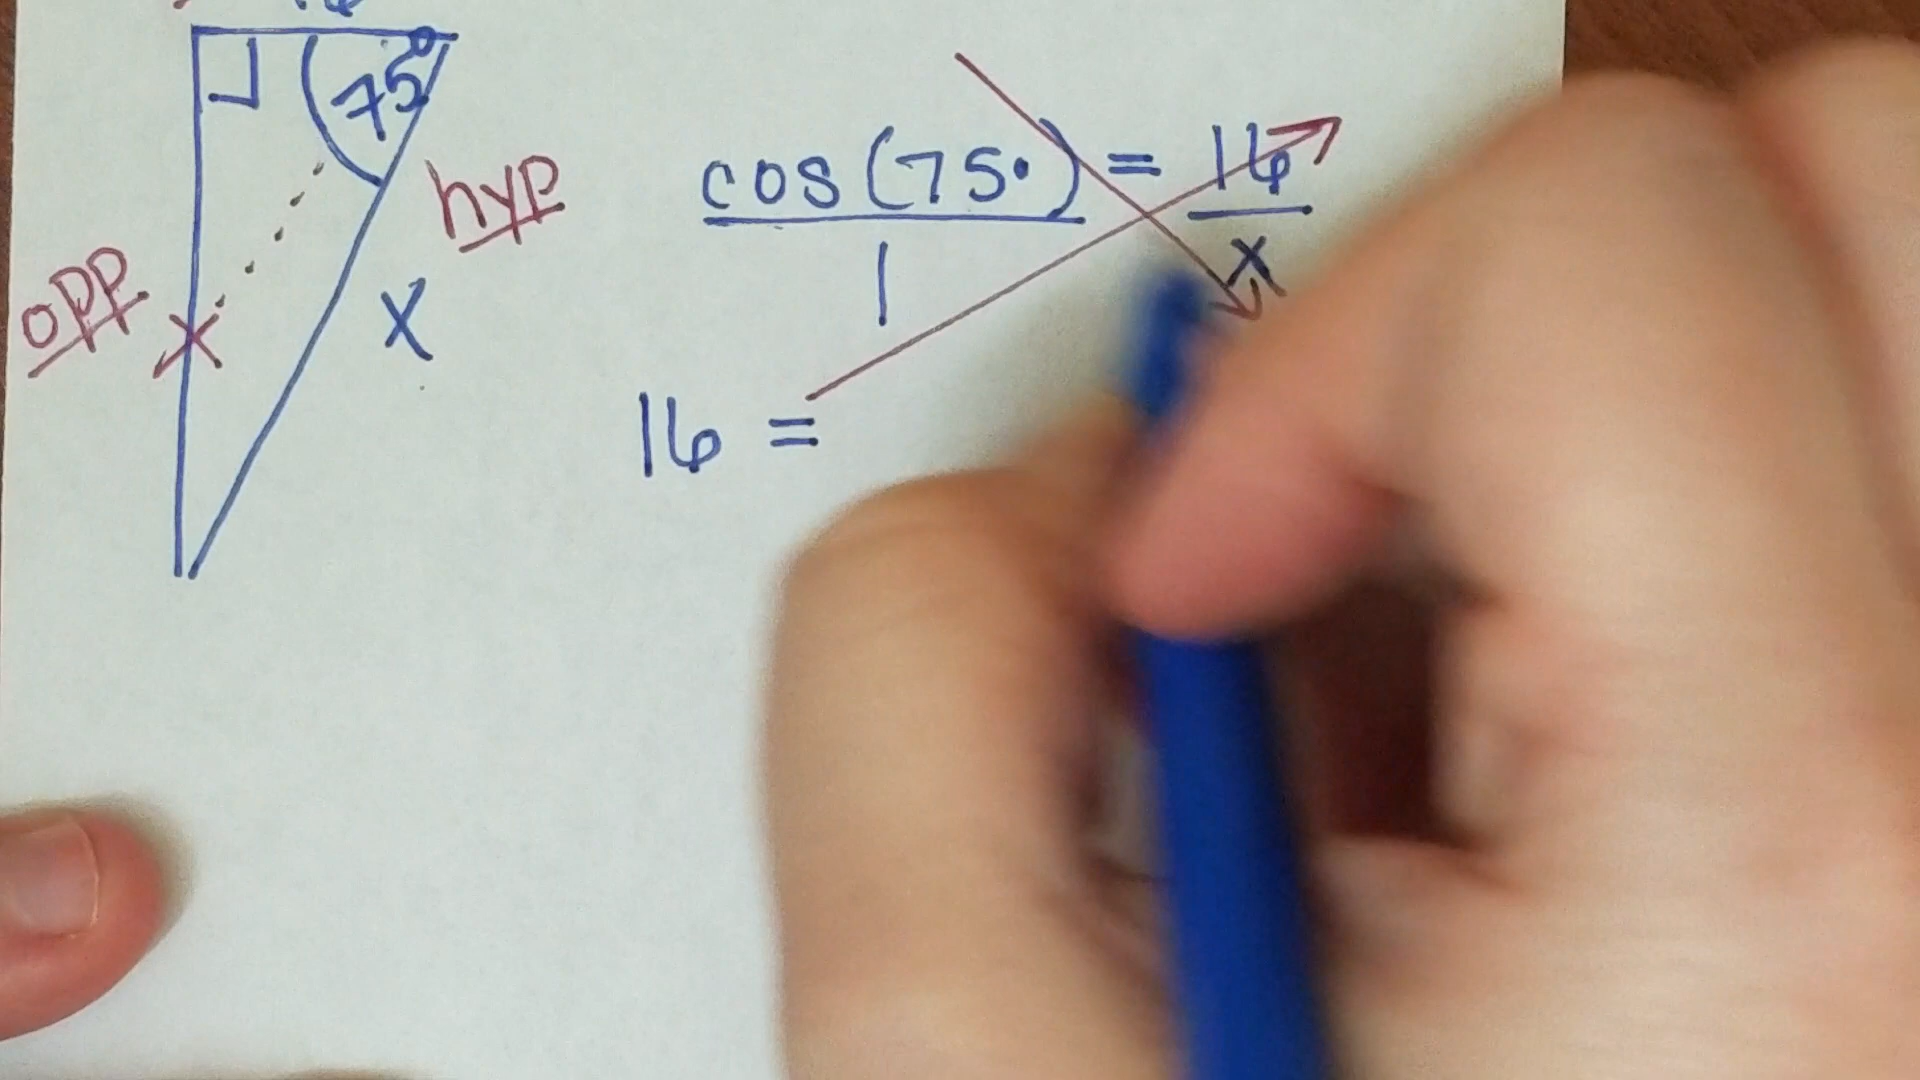 75°
hyp
opp
X
cos(75°) = 16
1
x
16 =